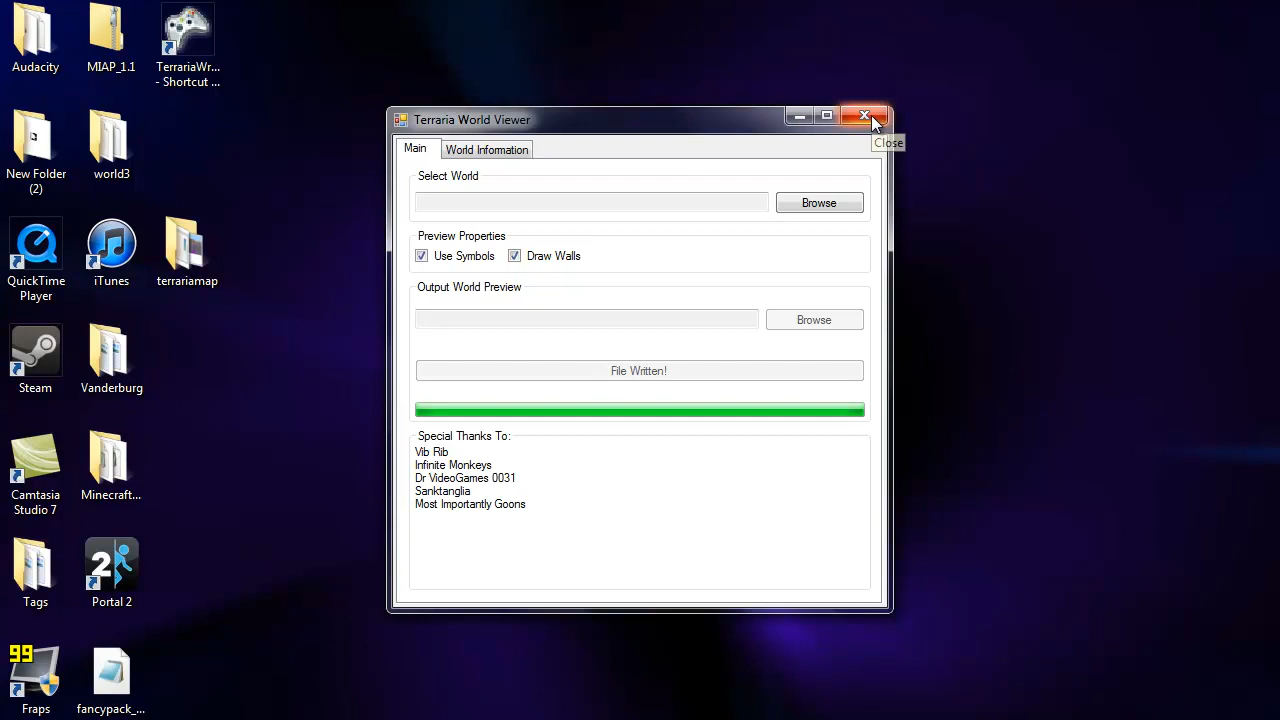 Audacity
MIAP_1.1
TerrariaWr...
- Shortcut ...
New Folder
(2)
world3
QuickTime
Player
iTunes
terrariamap
Steam
Vanderburg
Camtasia
Studio 7
Minecraft...
Tags
2
Portal 2
99
Fraps
fancypack_...
Terraria World Viewer
Close
Main
World Information
Select World
Browse
Preview Properties
Use Symbols
Draw Walls
Output World Preview
Browse
File Written!
Special Thanks To:
Vib Rib
Infinite Monkeys
Dr VideoGames 0031
Sanktanglia
Most Importantly Goons